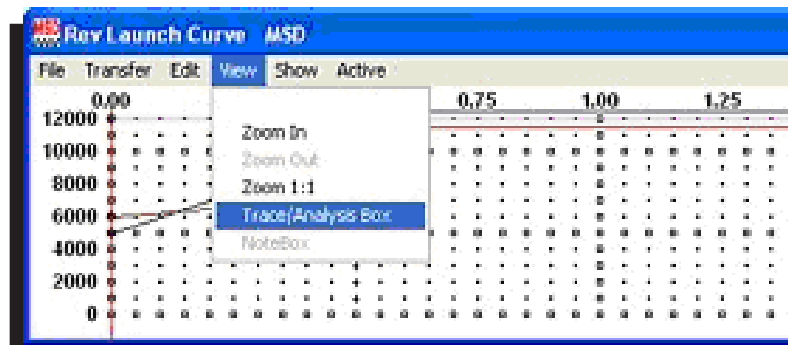 MSD Rev Launch Curve MSD
File Transfer Edit View Show Active
0.00 0.75 1.00 1.25
12000
Zoom In
10000
Zoom Out
8000
Zoom 1:1
6000
Trace/Analysis Box
4000
NoteBox
2000
0